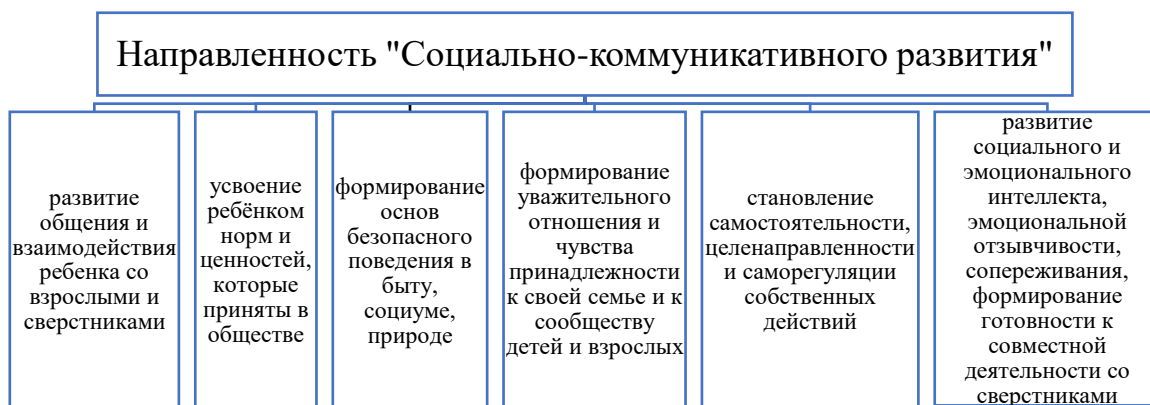 Направленность "Социально-коммуникативного развития"
развитие
общения и
взаимодействия
ребенка со
взрослыми и
сверстниками
усвоение
ребёнком
норм и
ценностей,
которые
приняты в
обществе
формирование
основ
безопасного
поведения в
быту,
социуме,
природе
формирование
уважительного
отношения и
чувства
принадлежности
к своей семье и к
сообществу
детей и взрослых
становление
самостоятельности,
целенаправленности
и саморегуляции
собственных
действий
развитие
социального и
эмоционального
интеллекта,
эмоциональной
отзывчивости,
сопереживания,
формирование
готовности к
совместной
деятельности со
сверстниками